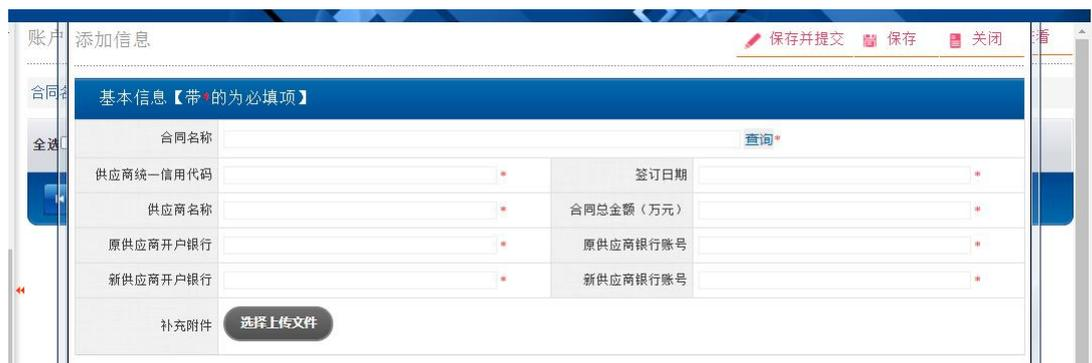 账户
添加信息
保存并提交 保存 关闭
查看
合同名
基本信息【带*的为必填项】
全选
合同名称 查询*
供应商统一信用代码 * 签订日期 *
供应商名称 * 合同总金额（万元） *
原供应商开户银行 * 原供应商银行账号 *
新供应商开户银行 * 新供应商银行账号 *
补充附件 选择上传文件